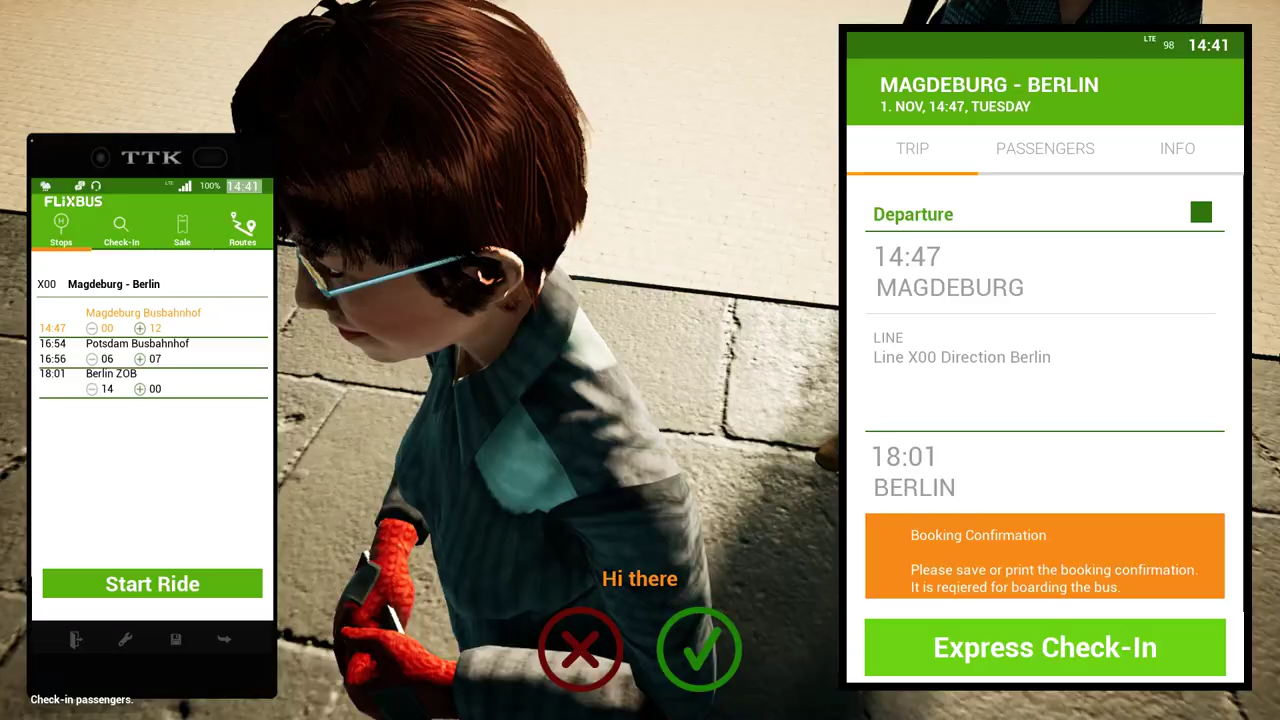 TTK
LTE 100% 14:41
FLiXBUS
Stops Check-In Sale Routes
X00 Magdeburg - Berlin
Magdeburg Busbahnhof
14:47 00 12
16:54 Potsdam Busbahnhof
16:56 06 07
18:01 Berlin ZOB
14 00
Start Ride
Check-in passengers.
Hi there
LTE 98 14:41
MAGDEBURG - BERLIN
1. NOV, 14:47, TUESDAY
TRIP PASSENGERS INFO
Departure
14:47
MAGDEBURG
LINE
Line X00 Direction Berlin
18:01
BERLIN
Booking Confirmation
Please save or print the booking confirmation.
It is reqiered for boarding the bus.
Express Check-In